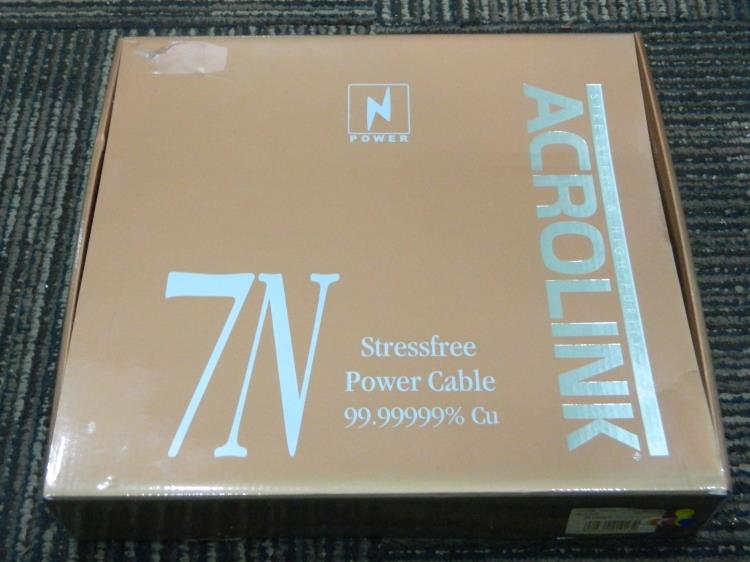 N
POWER
ACROLINK
7N
Stressfree
Power Cable
99.99999% Cu